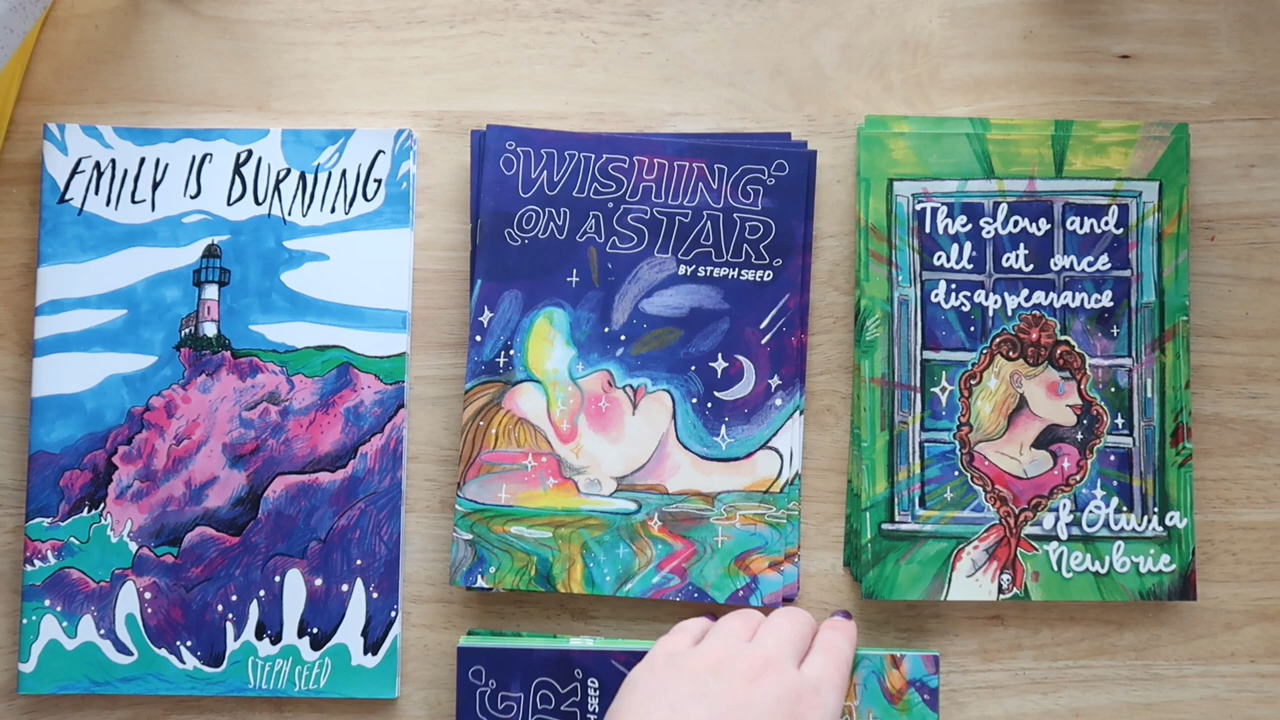 EMILY IS BURNING
STEPH SEED
WISHING
ON A STAR
BY STEPH SEED
The slow and
all at once
disappearance
of Olivia
Newbrie
SEED